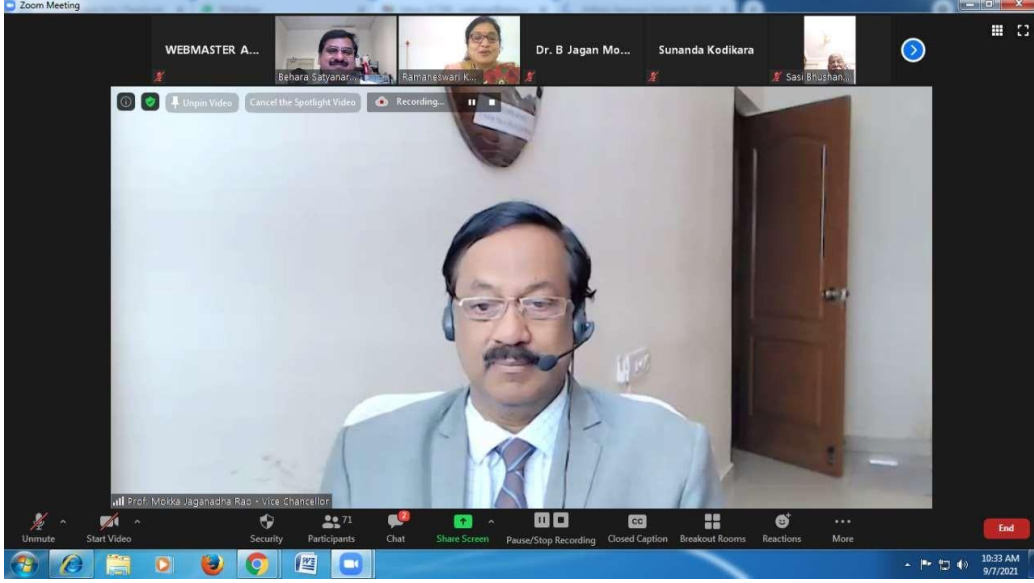 Zoom Meeting
WEBMASTER A...
Behara Satyanar...
Ramaneswari K...
Dr. B Jagan Mo...
Sunanda Kodikara
Sasi Bhushan...
Unpin Video
Cancel the Spotlight Video
Recording...
Prof. Mokka Jaganadha Rao - Vice Chancellor
Unmute
Start Video
Security
Participants
71
Chat
2
Share Screen
Pause/Stop Recording
CC
Closed Caption
Breakout Rooms
Reactions
More
End
10:33 AM
9/7/2021